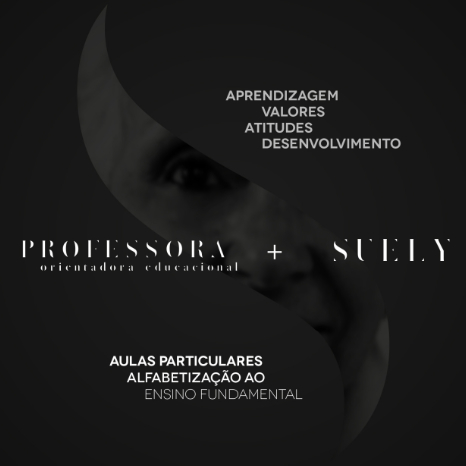 APRENDIZAGEM
VALORES
ATITUDES
DESENVOLVIMENTO
PROFESSORA + SUELY
orientadora educacional
AULAS PARTICULARES
ALFABETIZAÇÃO AO
ENSINO FUNDAMENTAL